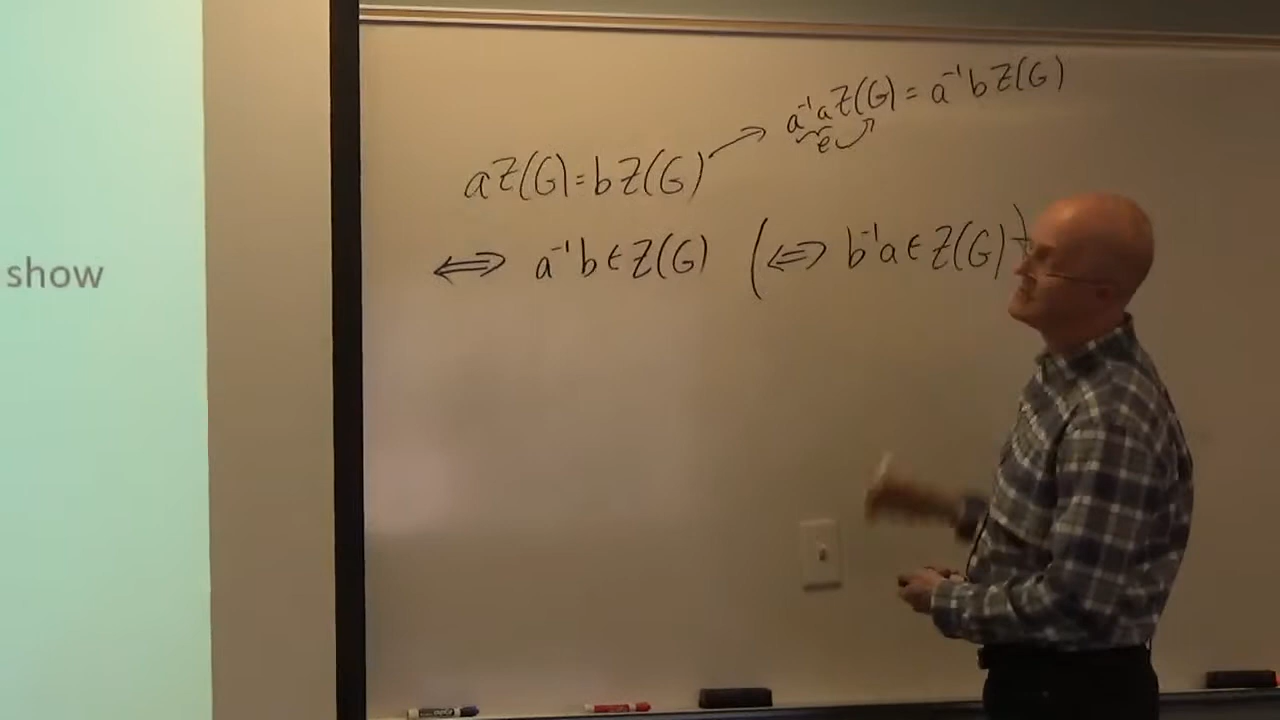 show
a⁻¹aZ(G) = a⁻¹bZ(G)
e
aZ(G) = bZ(G)
⇔ a⁻¹b ∈ Z(G) (⇔ b⁻¹a ∈ Z(G))